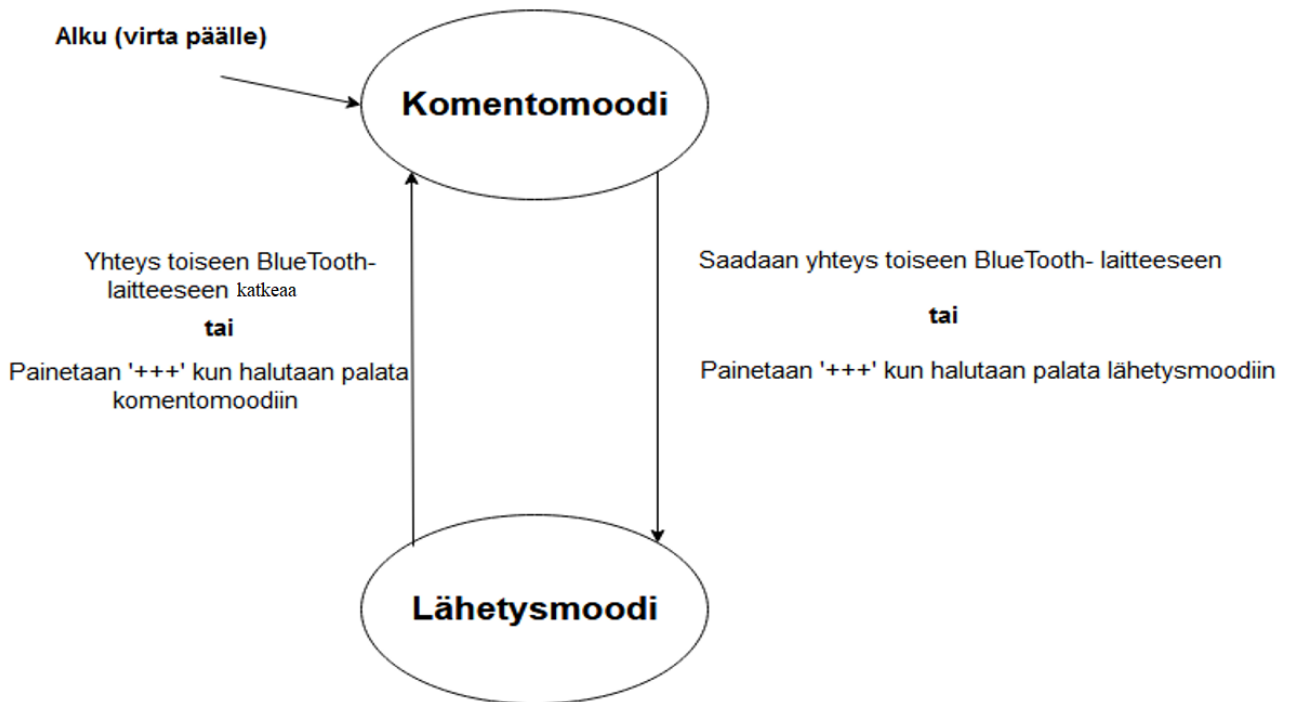 Alku (virta päälle)
Komentomoodi
Yhteys toiseen BlueTooth-
laitteeseen katkeaa
tai
Painetaan '+++' kun halutaan palata
komentomoodiin
Saadaan yhteys toiseen BlueTooth- laitteeseen
tai
Painetaan '+++' kun halutaan palata lähetysmoodiin
Lähetysmoodi